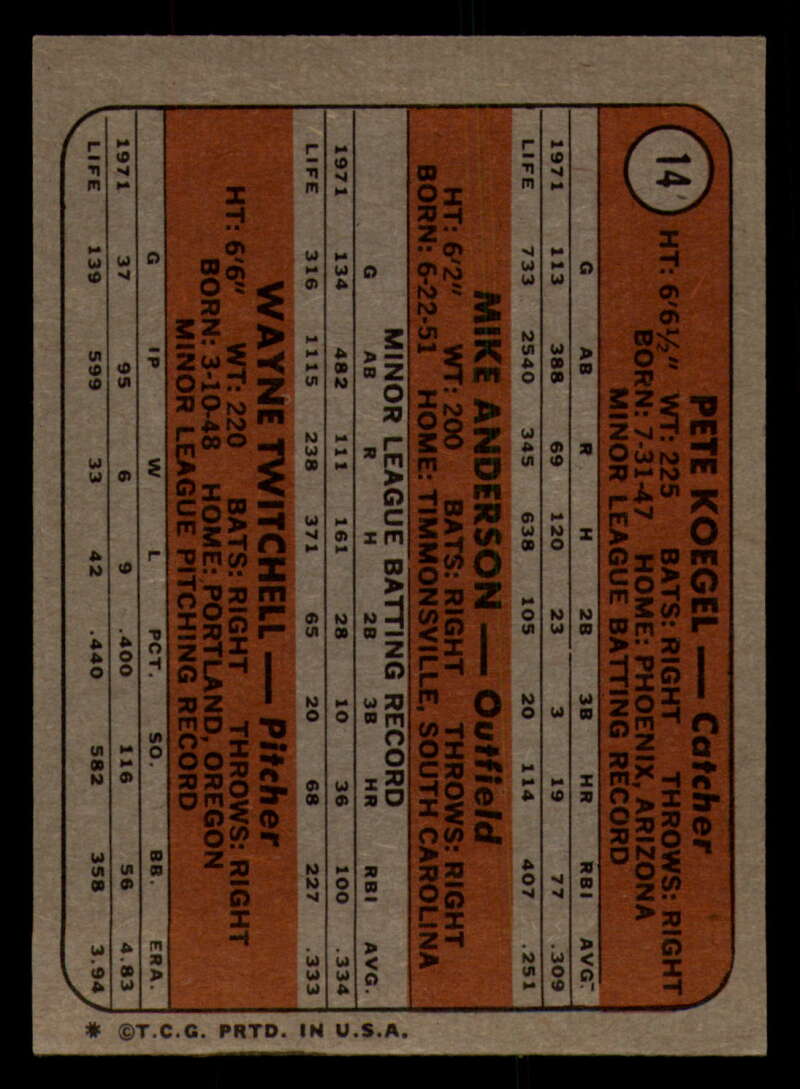 14
PETE KOEGEL — Catcher
HT: 6'6½" WT: 225 BATS: RIGHT THROWS: RIGHT
BORN: 7-31-47 HOME: PHOENIX, ARIZONA
MINOR LEAGUE BATTING RECORD
G AB R H 2B 3B HR RBI AVG.
1971 113 388 69 120 23 3 19 77 .309
LIFE 733 2540 345 638 105 20 114 407 .251
MIKE ANDERSON — Outfield
HT: 6'2" WT: 200 BATS: RIGHT THROWS: RIGHT
BORN: 6-22-51 HOME: TIMMONSVILLE, SOUTH CAROLINA
MINOR LEAGUE BATTING RECORD
G AB R H 2B 3B HR RBI AVG.
1971 134 482 111 161 28 10 36 100 .334
LIFE 316 1115 238 371 65 20 68 227 .333
WAYNE TWITCHELL — Pitcher
HT: 6'6" WT: 220 BATS: RIGHT THROWS: RIGHT
BORN: 3-10-48 HOME: PORTLAND, OREGON
MINOR LEAGUE PITCHING RECORD
G IP W L PCT. SO. BB. ERA.
1971 37 95 6 9 .400 116 56 4.83
LIFE 139 599 33 42 .440 582 358 3.94
* ©T.C.G. PRTD. IN U.S.A.